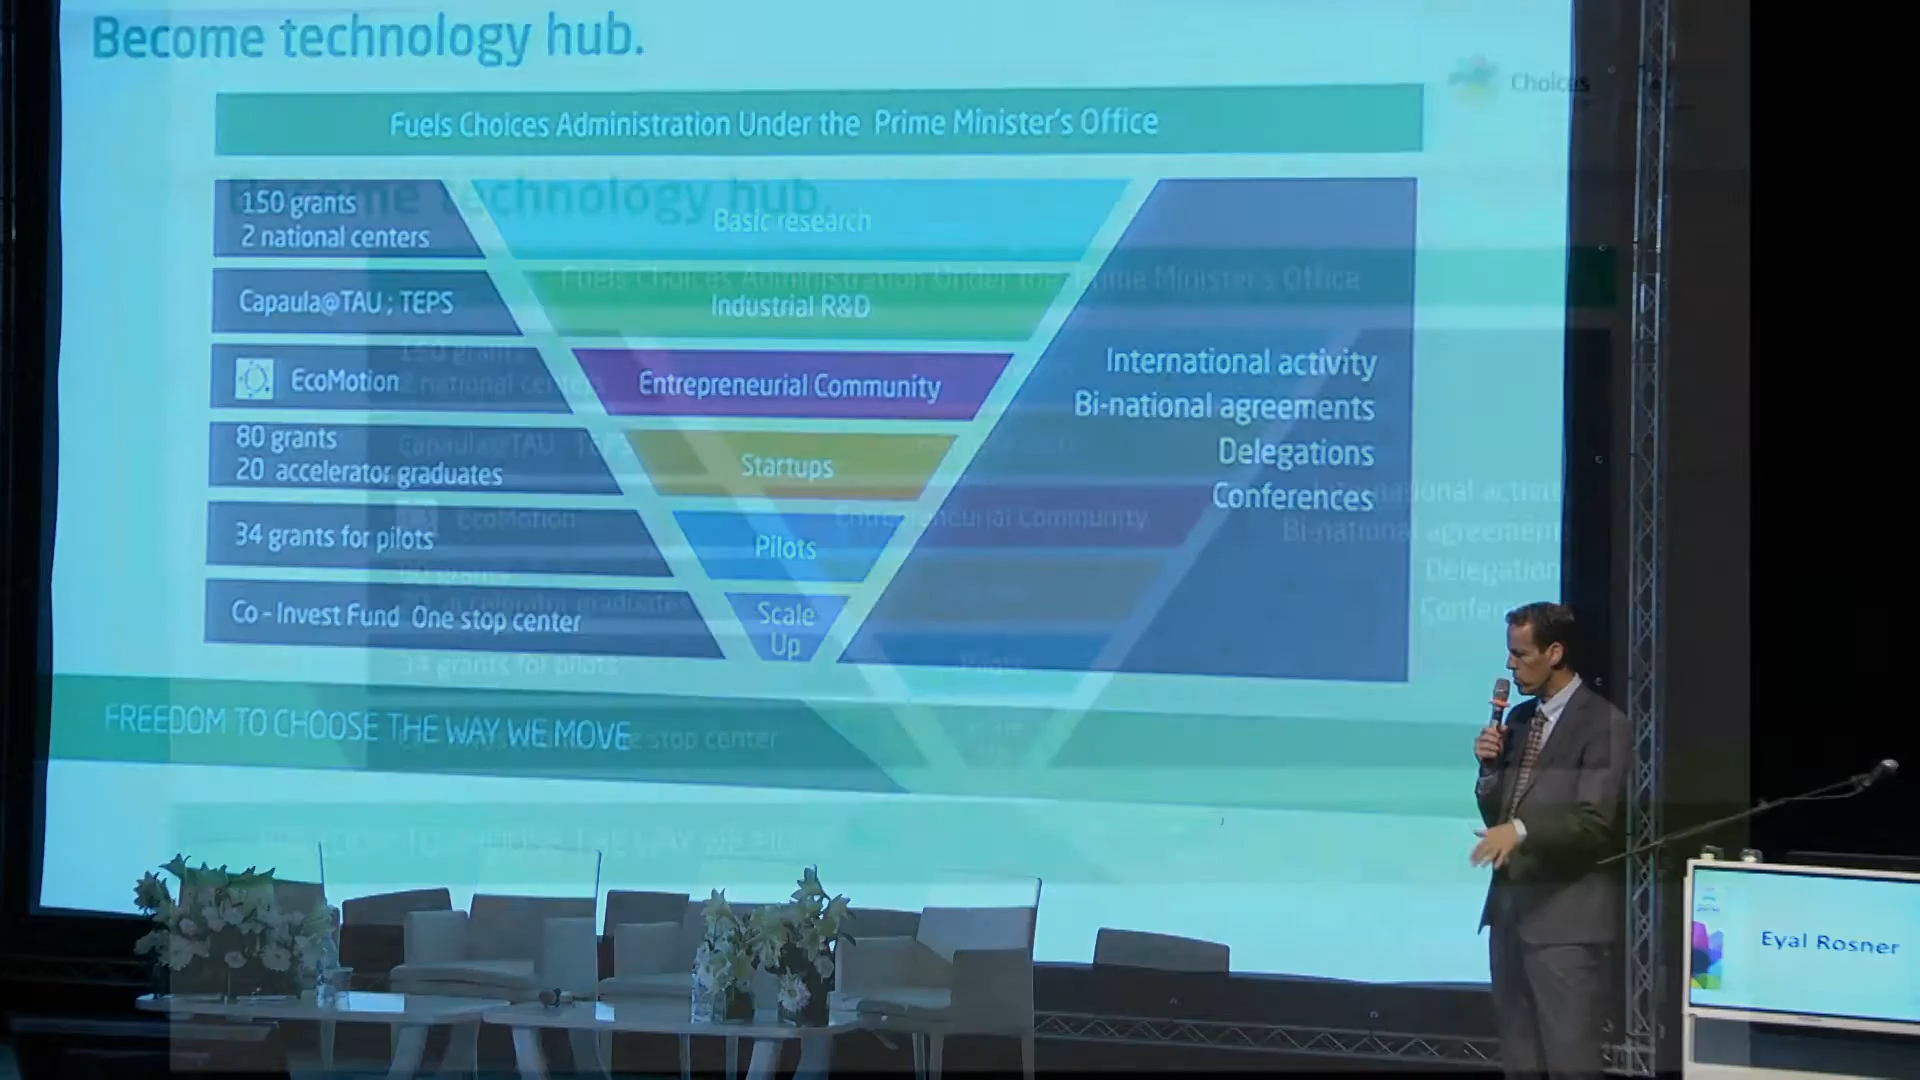 Become technology hub.
Choices
Fuels Choices Administration Under the Prime Minister's Office
150 grants
2 national centers
Basic research
Capaula@TAU ; TEPS
Industrial R&D
EcoMotion
Entrepreneurial Community
80 grants
20 accelerator graduates
Startups
34 grants for pilots
Pilots
Co - Invest Fund One stop center
Scale
Up
International activity
Bi-national agreements
Delegations
Conferences
FREEDOM TO CHOOSE THE WAY WE MOVE
Eyal Rosner